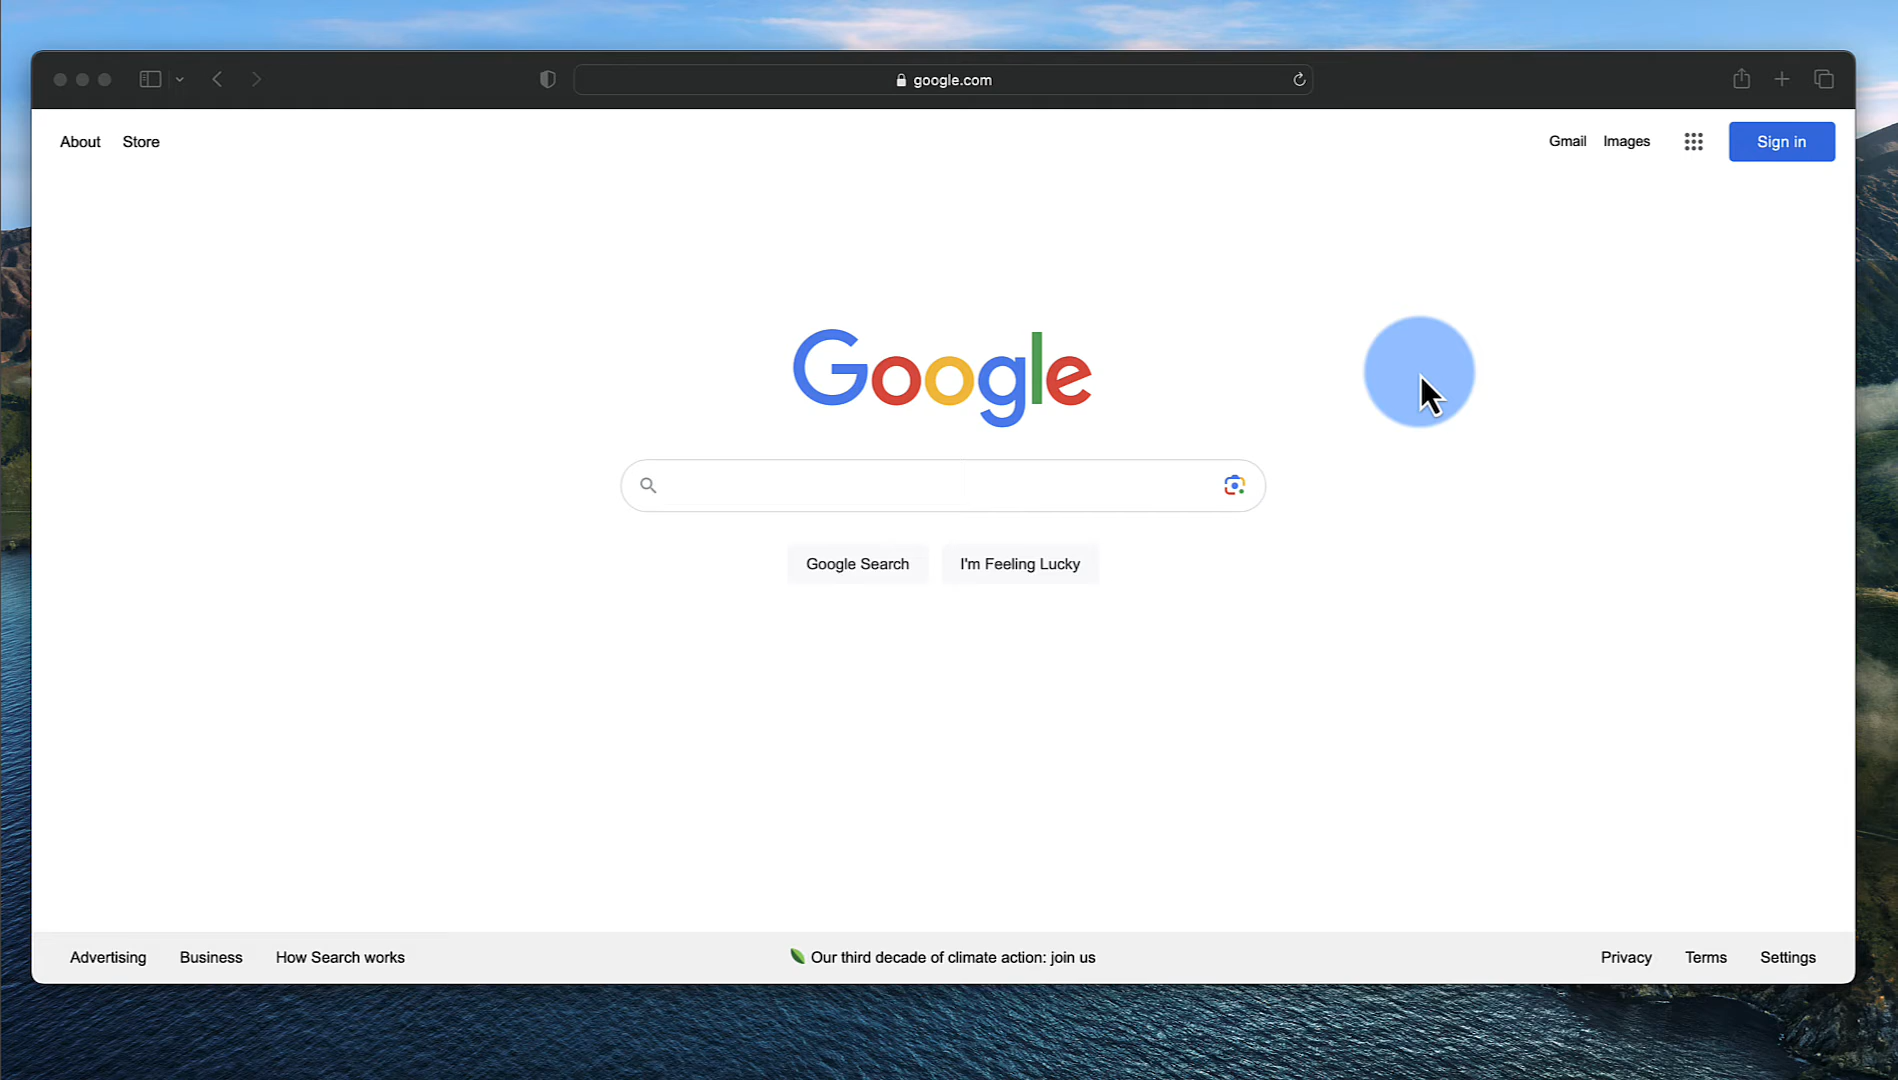 google.com
About Store
Gmail Images Sign in
Google
Google Search I'm Feeling Lucky
Advertising Business How Search works
Our third decade of climate action: join us
Privacy Terms Settings